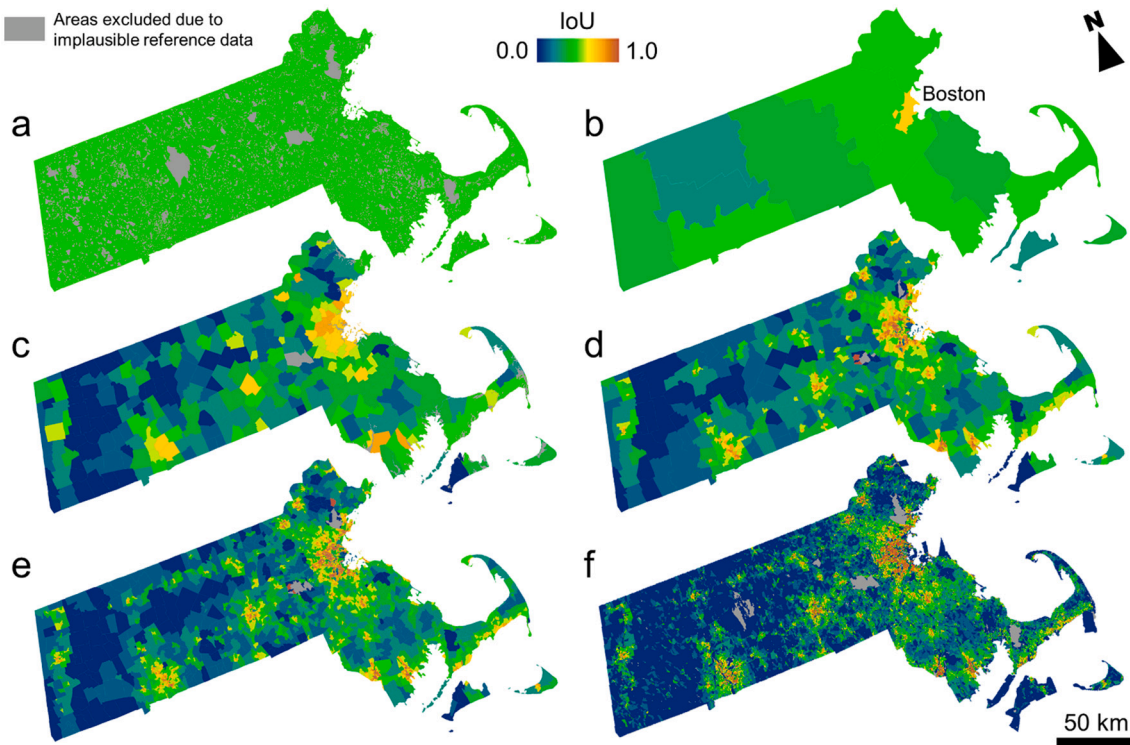 Areas excluded due to
implausible reference data
IoU
0.0
1.0
N
a
b
Boston
c
d
e
f
50 km